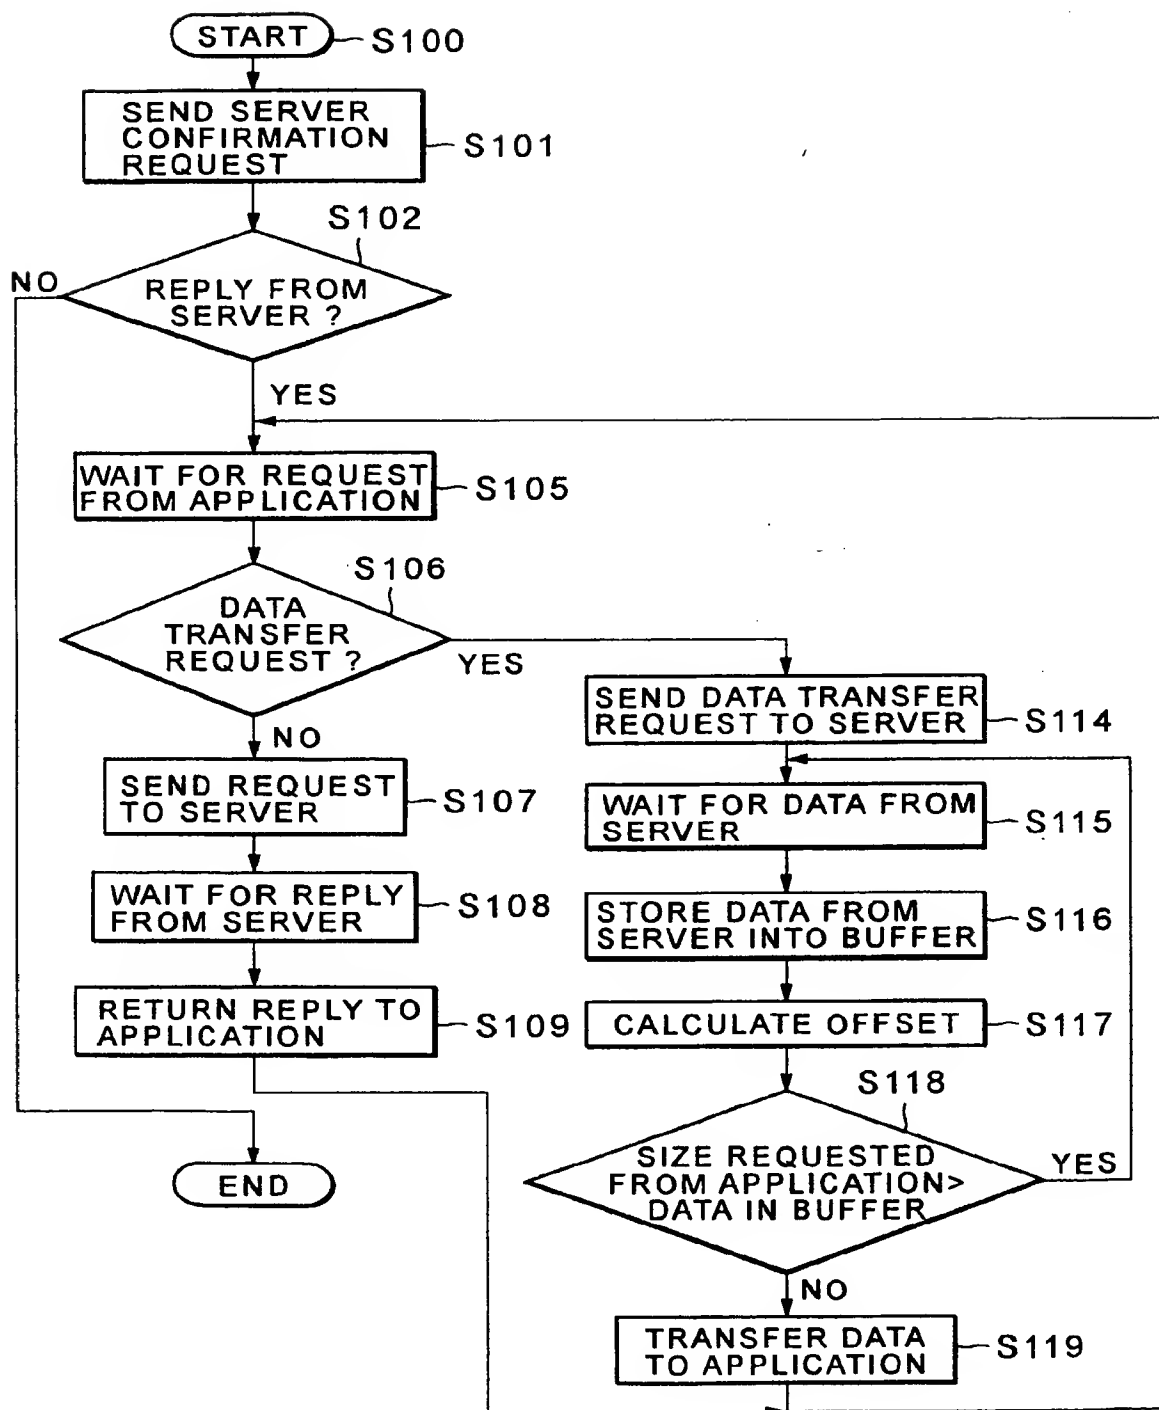 START
S100
SEND SERVER
CONFIRMATION
REQUEST
S101
S102
NO
REPLY FROM
SERVER ?
YES
WAIT FOR REQUEST
FROM APPLICATION
S105
S106
DATA
TRANSFER
REQUEST ?
YES
NO
SEND REQUEST
TO SERVER
S107
WAIT FOR REPLY
FROM SERVER
S108
RETURN REPLY TO
APPLICATION
S109
END
SEND DATA TRANSFER
REQUEST TO SERVER
S114
WAIT FOR DATA FROM
SERVER
S115
STORE DATA FROM
SERVER INTO BUFFER
S116
CALCULATE OFFSET
S117
S118
SIZE REQUESTED
FROM APPLICATION>
DATA IN BUFFER
YES
NO
TRANSFER DATA
TO APPLICATION
S119